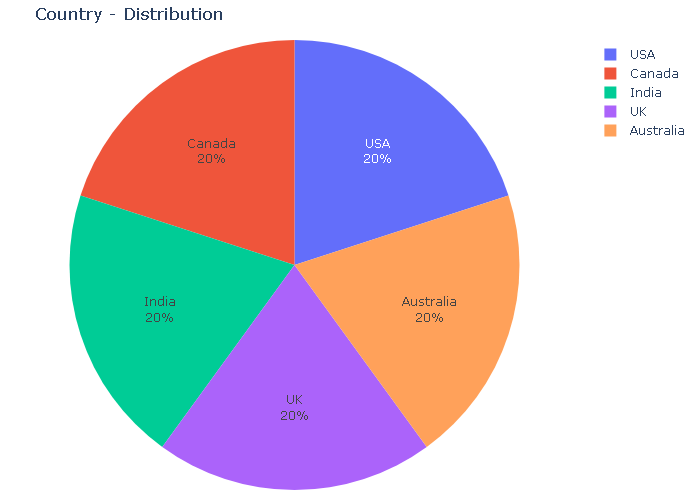 Country - Distribution
USA
Canada
India
UK
Australia
Canada
20%
USA
20%
India
20%
Australia
20%
UK
20%